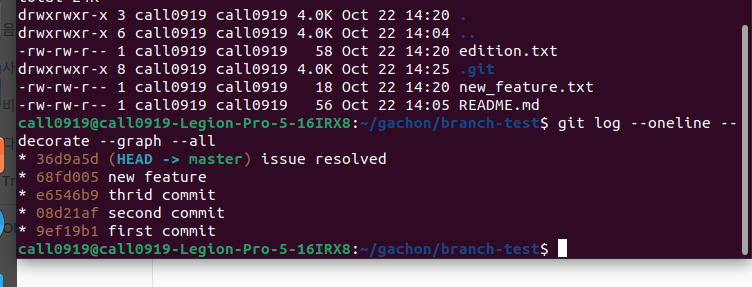 drwxrwxr-x 3 call0919 call0919 4.0K Oct 22 14:20 .
drwxrwxr-x 6 call0919 call0919 4.0K Oct 22 14:04 ..
-rw-rw-r-- 1 call0919 call0919   58 Oct 22 14:20 edition.txt
drwxrwxr-x 8 call0919 call0919 4.0K Oct 22 14:25 .git
-rw-rw-r-- 1 call0919 call0919   18 Oct 22 14:20 new_feature.txt
-rw-rw-r-- 1 call0919 call0919   56 Oct 22 14:05 README.md
call0919@call0919-Legion-Pro-5-16IRX8:~/gachon/branch-test$ git log --oneline --
decorate --graph --all
* 36d9a5d (HEAD -> master) issue resolved
* 68fd005 new feature
* e6546b9 thrid commit
* 08d21af second commit
* 9ef19b1 first commit
call0919@call0919-Legion-Pro-5-16IRX8:~/gachon/branch-test$